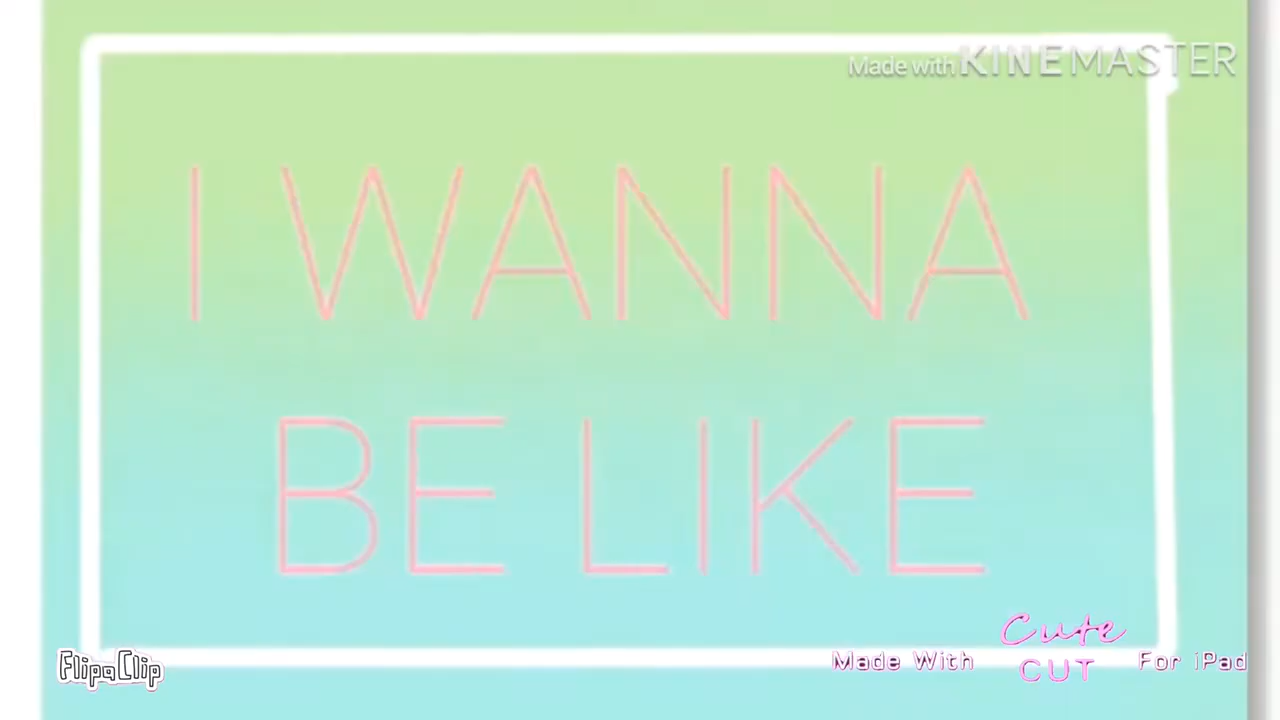 Made with KINEMASTER
I WANNA
BE LIKE
FlipaClip
Made With Cute CUT For iPad